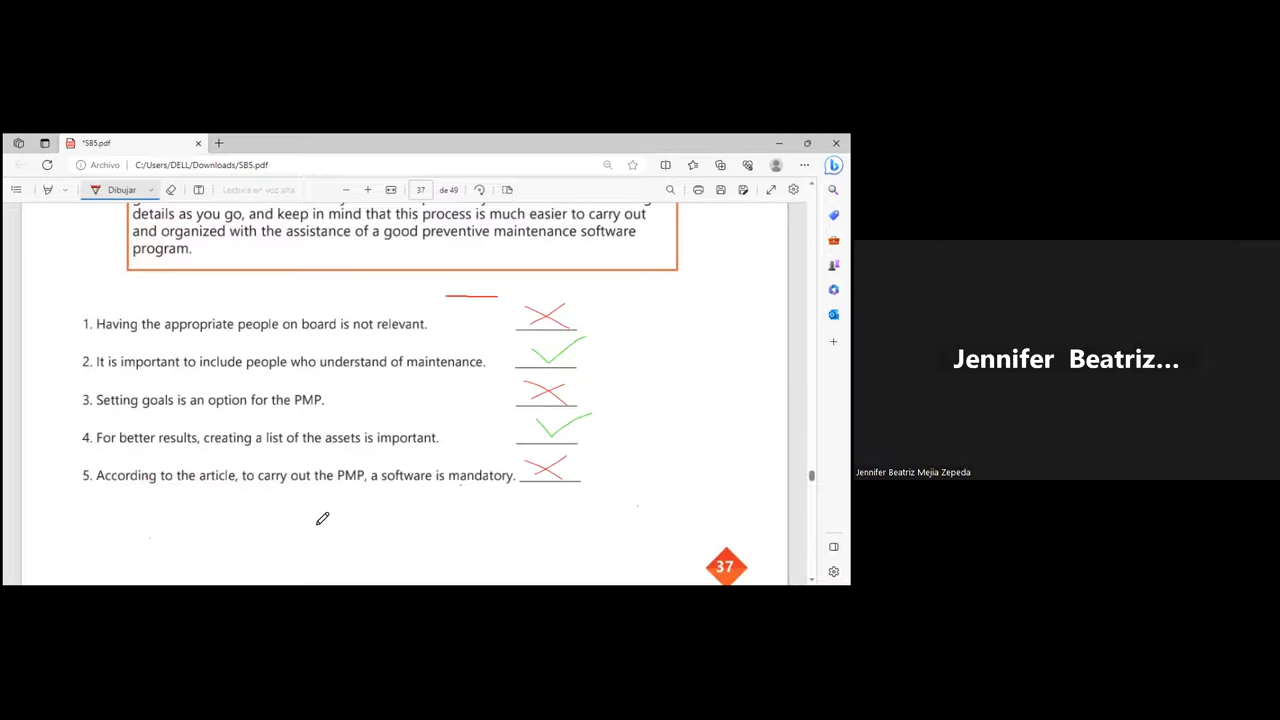 *SB5.pdf
Archivo
C:/Users/DELL/Downloads/SB5.pdf
Dibujar
Lectura en voz alta
37
de 49
details as you go, and keep in mind that this process is much easier to carry out
and organized with the assistance of a good preventive maintenance software
program.
1. Having the appropriate people on board is not relevant.
2. It is important to include people who understand of maintenance.
3. Setting goals is an option for the PMP.
4. For better results, creating a list of the assets is important.
5. According to the article, to carry out the PMP, a software is mandatory.
37
Jennifer Beatriz...
Jennifer Beatriz Mejia Zepeda